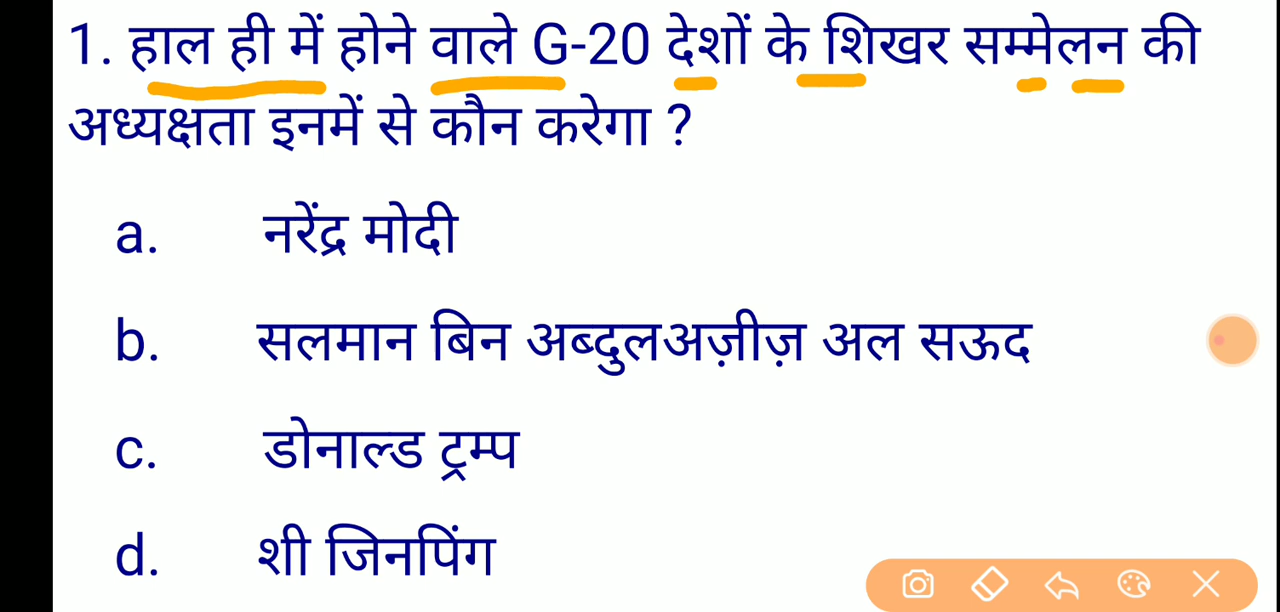 1. हाल ही में होने वाले G-20 देशों के शिखर सम्मेलन की
अध्यक्षता इनमें से कौन करेगा ?
a. नरेंद्र मोदी
b. सलमान बिन अब्दुलअज़ीज़ अल सऊद
c. डोनाल्ड ट्रम्प
d. शी जिनपिंग